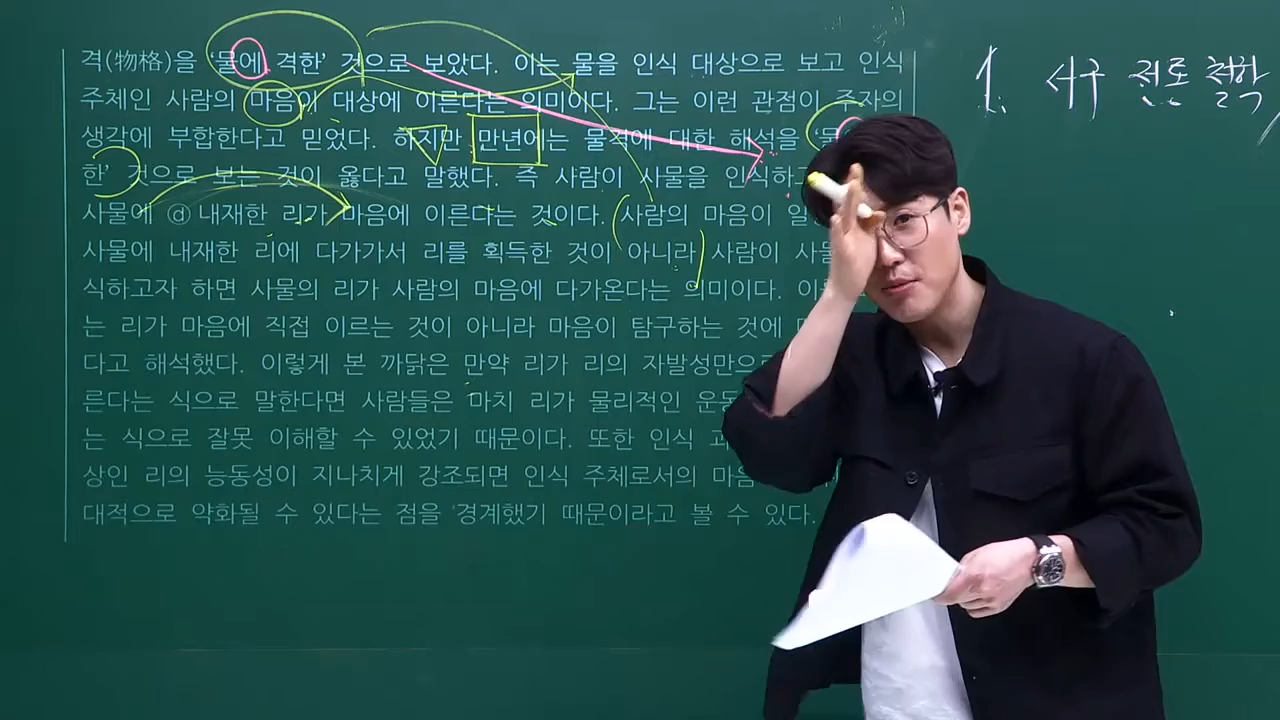 격(物格)을 '물에 격한' 것으로 보았다. 이는 물을 인식 대상으로 보고 인식
주체인 사람의 마음이 대상에 이른다는 의미이다. 그는 이런 관점이 주자의
생각에 부합한다고 믿었다. 하지만 만년에는 물격에 대한 해석을
한' 것으로 보는 것이 옳다고 말했다. 즉 사람이 사물을 인식하고
사물에 ⓓ내재한 리가 마음에 이른다는 것이다. 사람의 마음이
사물에 내재한 리에 다가가서 리를 획득한 것이 아니라 사람이
식하고자 하면 사물의 리가 사람의 마음에 다가온다는 의미이다.
는 리가 마음에 직접 이르는 것이 아니라 마음이 탐구하는 것에
다고 해석했다. 이렇게 본 까닭은 만약 리가 리의 자발성만으로
른다는 식으로 말한다면 사람들은 마치 리가 물리적인
는 식으로 잘못 이해할 수 있었기 때문이다. 또한 인식
상인 리의 능동성이 지나치게 강조되면 인식 주체로서의 마음
대적으로 약화될 수 있다는 점을 경계했기 때문이라고 볼 수 있다.
1. 서구 전통 철학